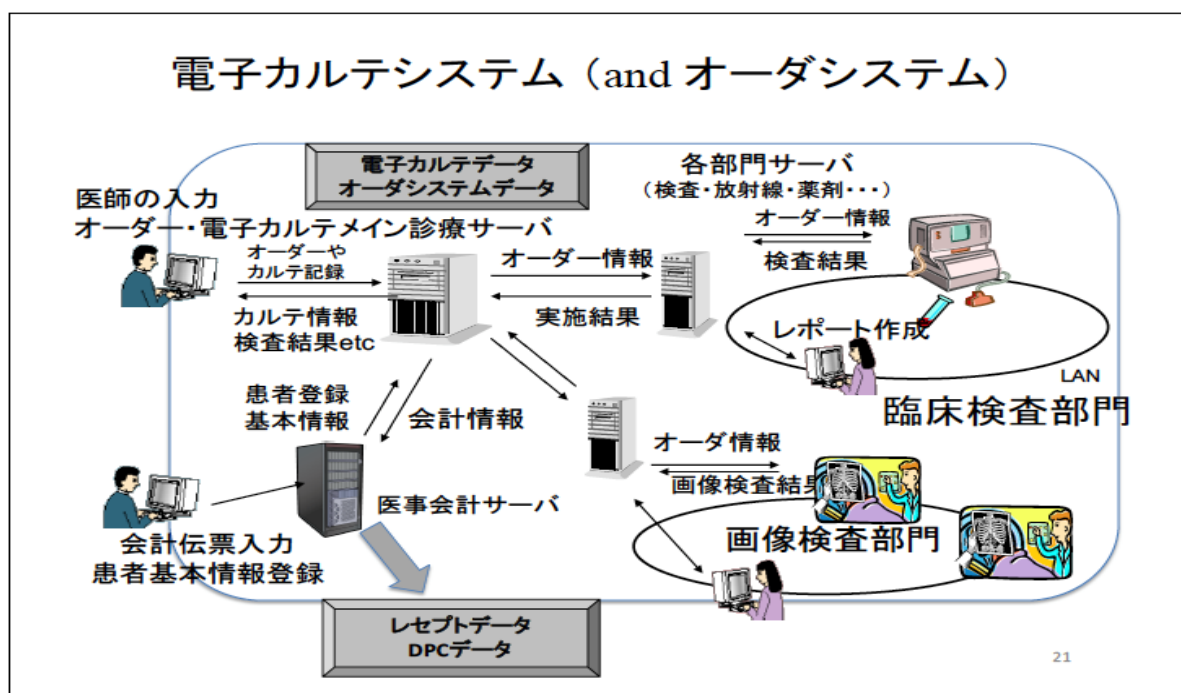 電子カルテシステム（and オーダシステム）
電子カルテデータ
オーダシステムデータ
各部門サーバ
（検査・放射線・薬剤・・・）
医師の入力
オーダー・電子カルテメイン診療サーバ
オーダーや
カルテ記録
カルテ情報
検査結果etc
オーダー情報
実施結果
オーダー情報
検査結果
レポート作成
LAN
臨床検査部門
患者登録
基本情報
会計情報
オーダ情報
画像検査結果
医事会計サーバ
画像検査部門
会計伝票入力
患者基本情報登録
レセプトデータ
DPCデータ
21